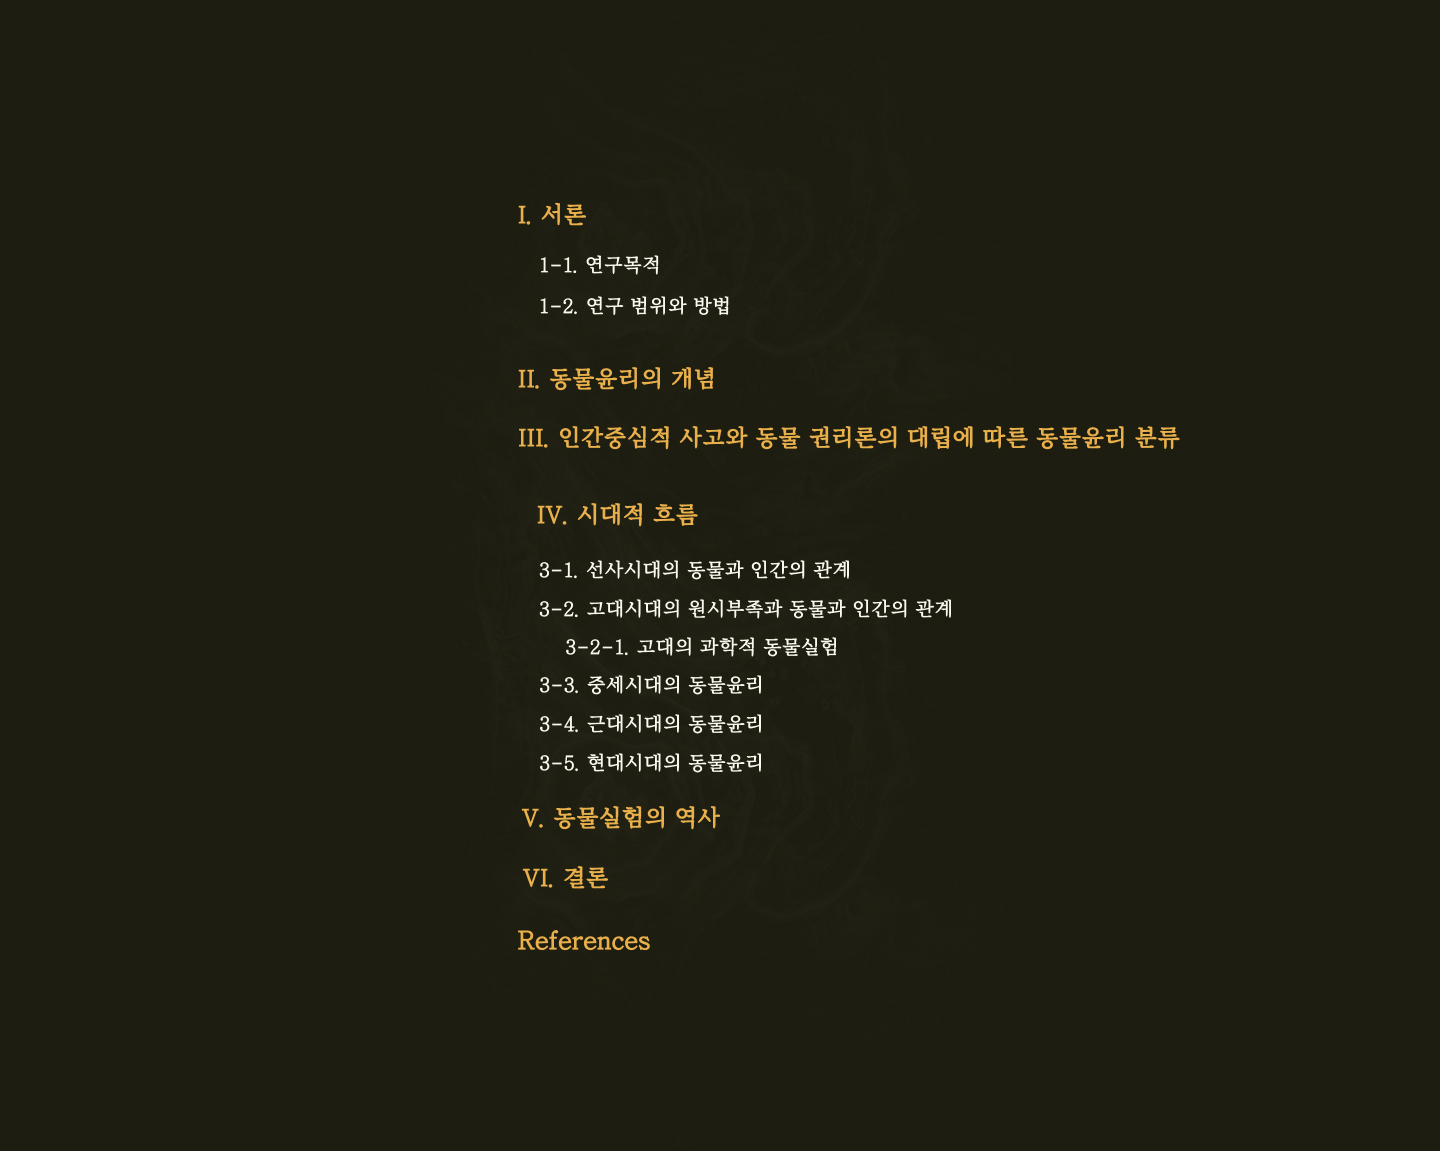 I. 서론
1-1. 연구목적
1-2. 연구 범위와 방법
II. 동물윤리의 개념
III. 인간중심적 사고와 동물 권리론의 대립에 따른 동물윤리 분류
IV. 시대적 흐름
3-1. 선사시대의 동물과 인간의 관계
3-2. 고대시대의 원시부족과 동물과 인간의 관계
3-2-1. 고대의 과학적 동물실험
3-3. 중세시대의 동물윤리
3-4. 근대시대의 동물윤리
3-5. 현대시대의 동물윤리
V. 동물실험의 역사
VI. 결론
References